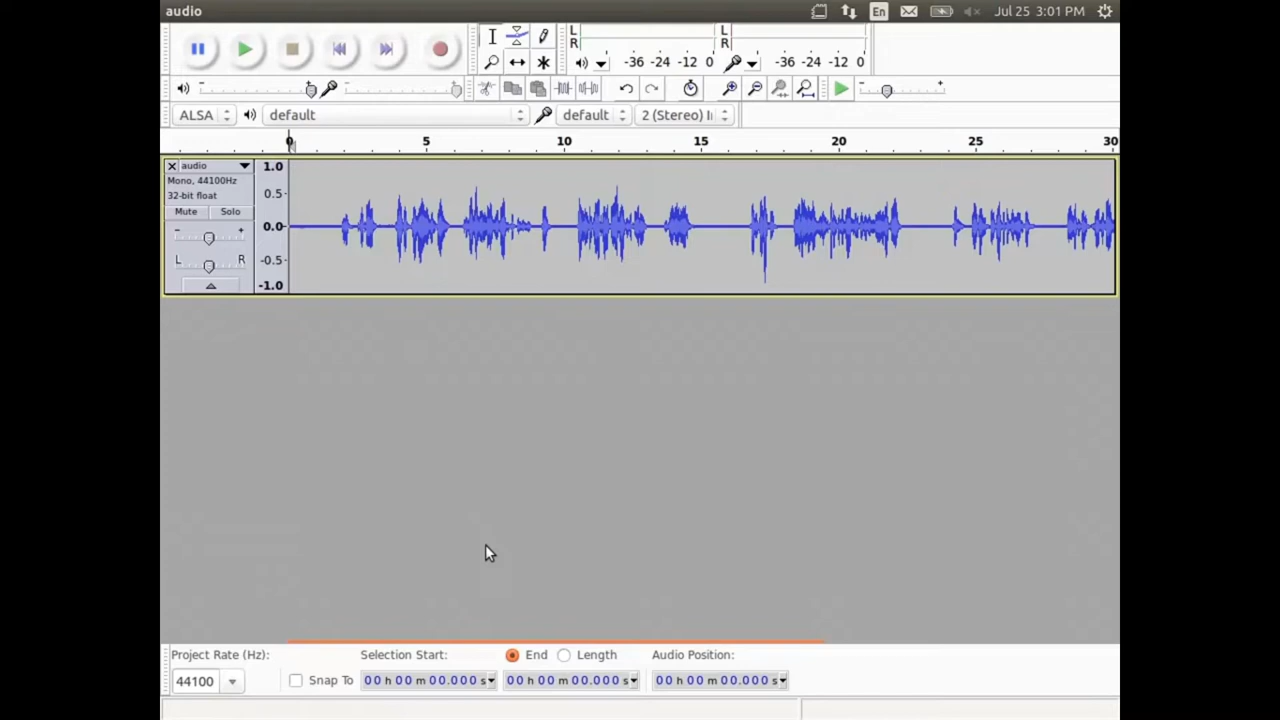 audio
En
Jul 25 3:01 PM
L
R
-36 -24 -12 0
L
R
-36 -24 -12 0
- +
- +
ALSA
default
default
2 (Stereo)
0 5 10 15 20 25 30
audio
Mono, 44100Hz
32-bit float
Mute Solo
- +
L R
1.0
0.5-
0.0-
-0.5-
-1.0
Project Rate (Hz):
Selection Start:
End
Length
Audio Position:
44100
Snap To
00 h 00 m 00.000 s
00 h 00 m 00.000 s
00 h 00 m 00.000 s